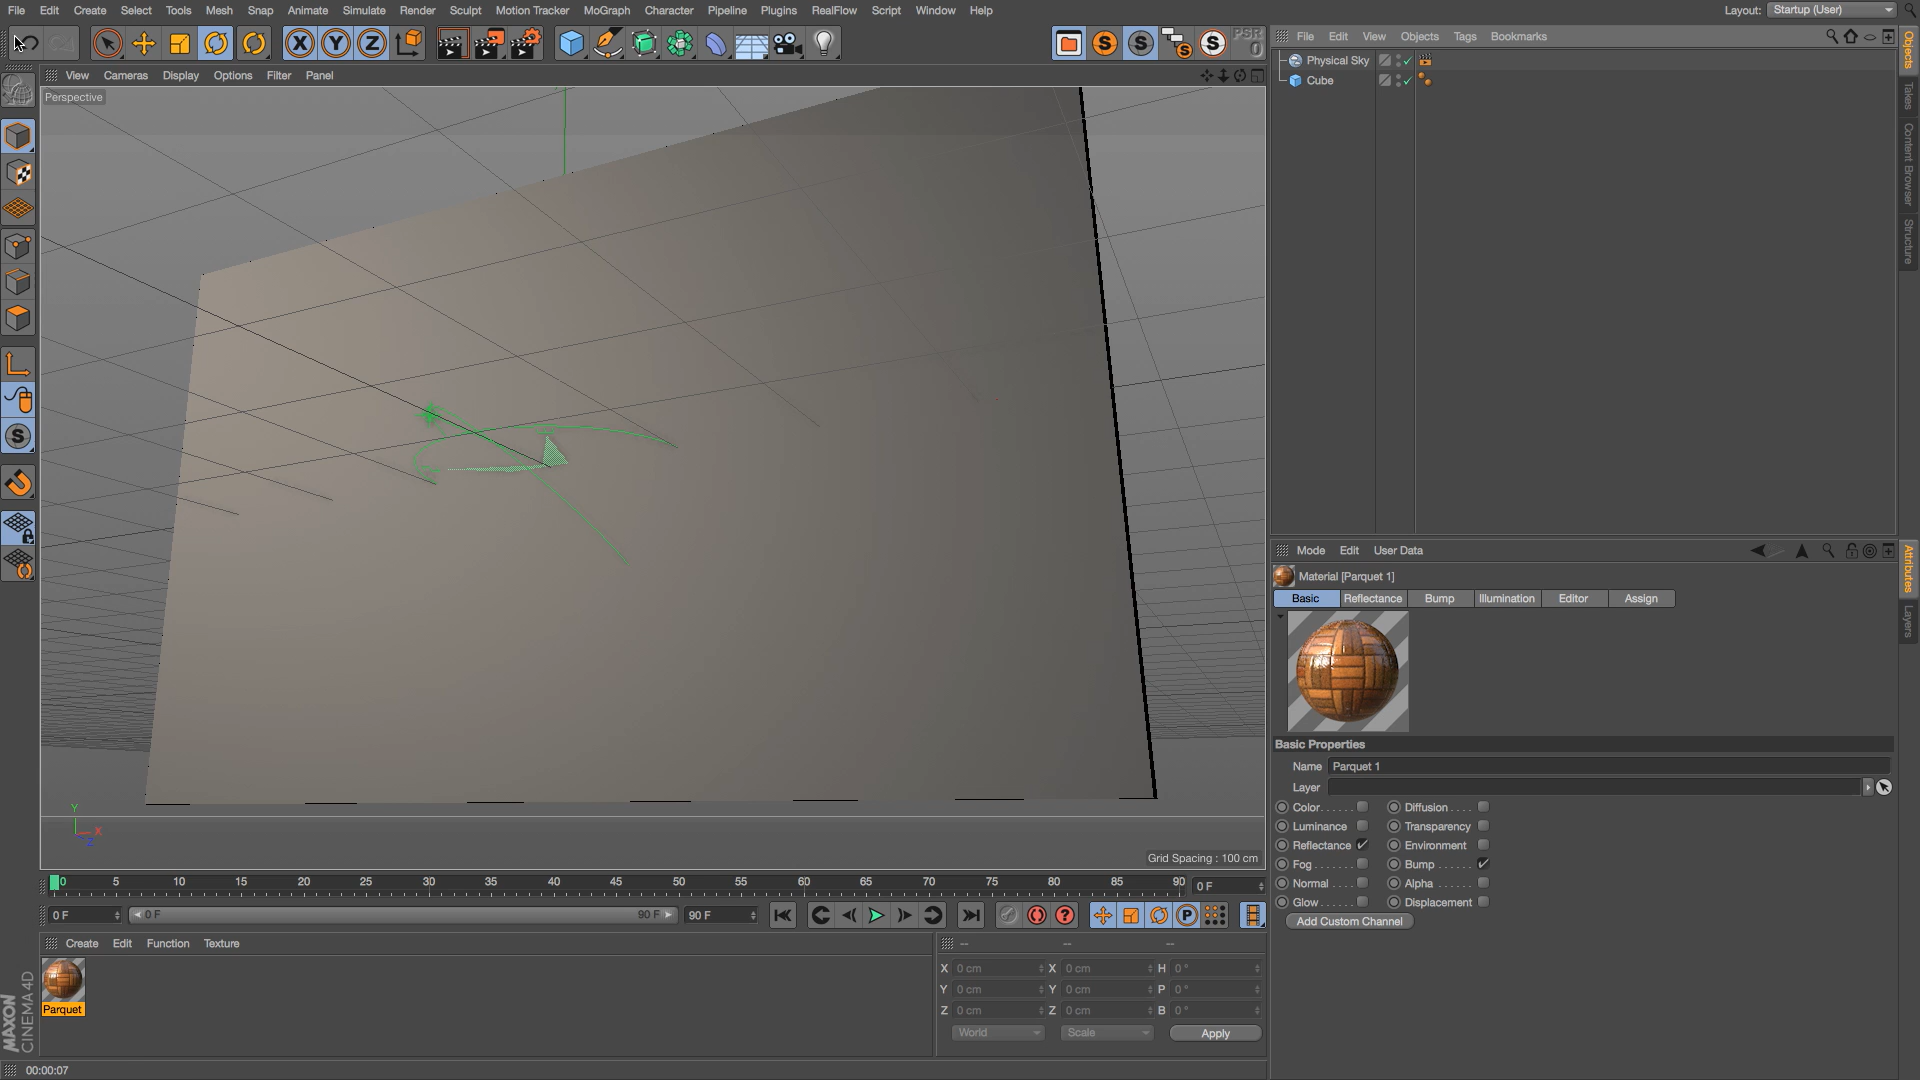 File Edit Create Select Tools Mesh Snap Animate Simulate Render Sculpt Motion Tracker MoGraph Character Pipeline Plugins RealFlow Script Window Help
Layout: Startup (User)
PSR
0
File Edit View Objects Tags Bookmarks
Physical Sky
Cube
View Cameras Display Options Filter Panel
Perspective
Y
X
Z
Grid Spacing : 100 cm
Objects
Takes
Content Browser
Structure
Mode Edit User Data
Material [Parquet 1]
Basic Reflectance Bump Illumination Editor Assign
Basic Properties
Name Parquet 1
Layer
Color. . . . . . Diffusion . . . .
Luminance Transparency
Reflectance Environment
Fog . . . . . . . Bump . . . . . .
Normal . . . . Alpha . . . . . .
Glow. . . . . . Displacement
Add Custom Channel
Attributes
Layers
0 5 10 15 20 25 30 35 40 45 50 55 60 65 70 75 80 85 90 0 F
0 F 0 F 90 F 90 F
Create Edit Function Texture
Parquet
-- -- --
X 0 cm X 0 cm H 0 °
Y 0 cm Y 0 cm P 0 °
Z 0 cm Z 0 cm B 0 °
World Scale Apply
MAXON
CINEMA 4D
00:00:07